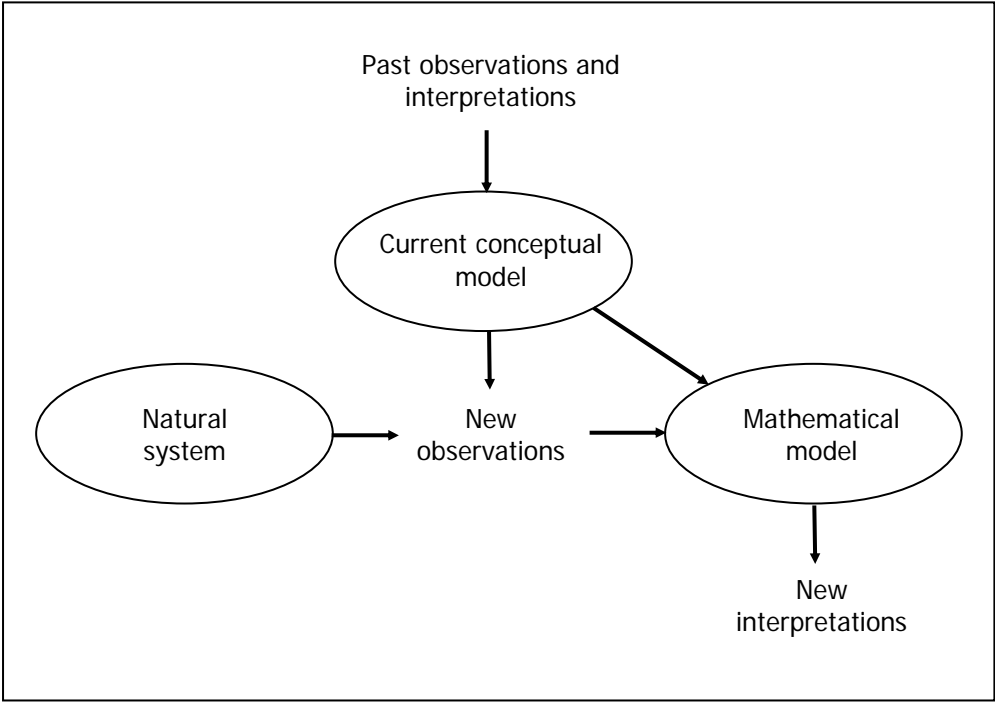 Past observations and
interpretations
Current conceptual
model
Natural
system
New
observations
Mathematical
model
New
interpretations